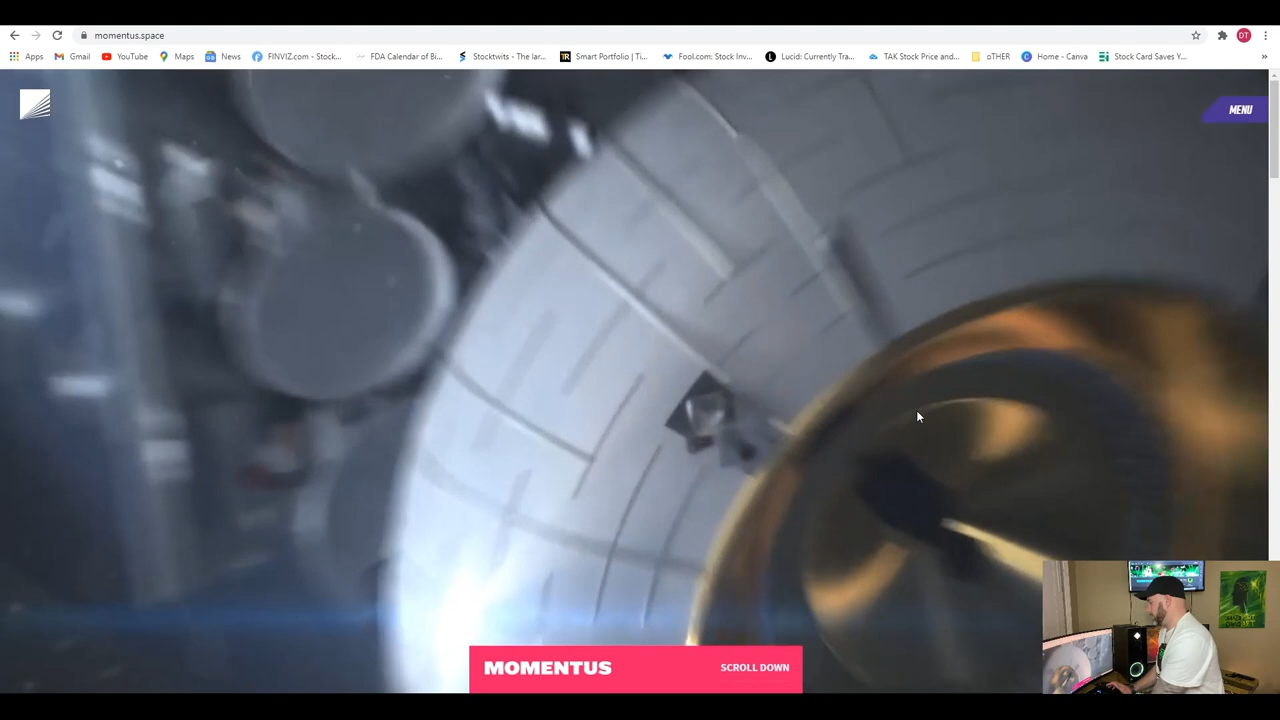 momentus.space
DT
Apps Gmail YouTube Maps News FINVIZ.com - Stock... FDA Calendar of Bi... Stocktwits - The lar... Smart Portfolio | Ti... Fool.com: Stock Inv... Lucid: Currently Tra... TAK Stock Price and... oTHER Home - Canva Stock Card Saves Y... »
MENU
MOMENTUS SCROLL DOWN